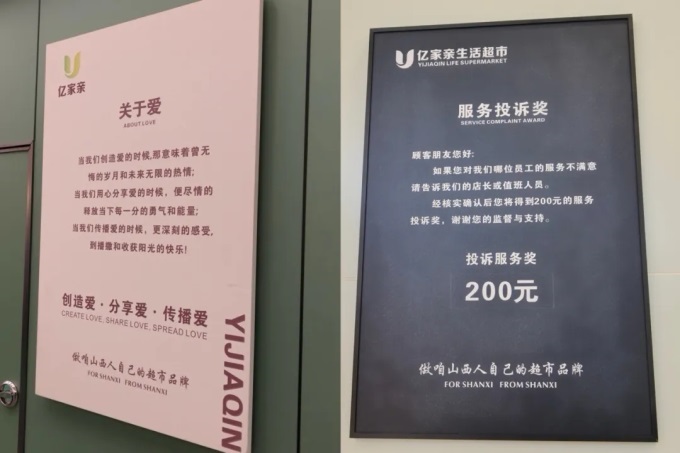 亿家亲
关于爱
ABOUT LOVE
当我们创造爱的时候,那意味着曾无
悔的岁月和未来无限的热情;
当我们用心分享爱的时候，便尽情的
释放当下每一分的勇气和能量;
当我们传播爱的时候，更深刻的感受,
到播撒和收获阳光的快乐!
创造爱·分享爱·传播爱
CREATE LOVE, SHARE LOVE, SPREAD LOVE
做咱山西人自己的超市品牌
FOR SHANXI FROM SHANXI
YIJIAQIN
亿家亲生活超市
YIJIAQIN LIFE SUPERMARKET
服务投诉奖
SERVICE COMPLAINT AWARD
顾客朋友您好:
如果您对我们哪位员工的服务不满意
请告诉我们的店长或值班人员。
经核实确认后您将得到200元的服务
投诉奖，谢谢您的监督与支持。
投诉服务奖
200元
做咱山西人自己的超市品牌
FOR SHANXI FROM SHANXI